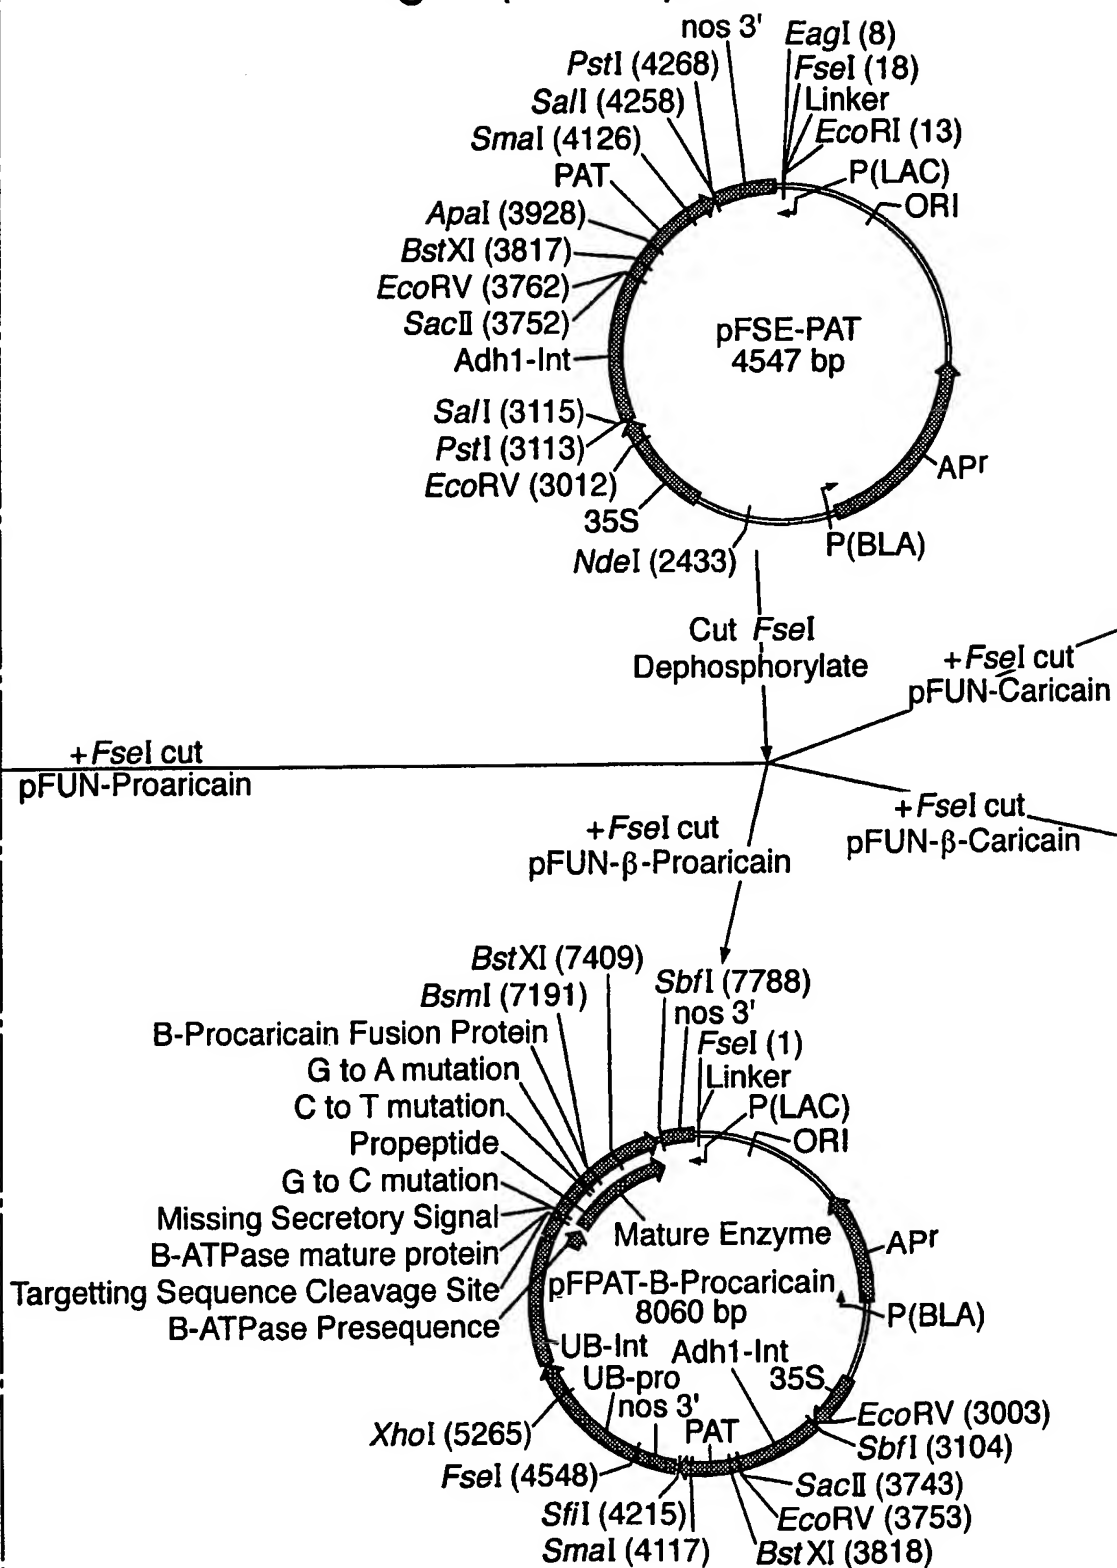 nos 3'
EagI (8)
PstI (4268)
FseI (18)
SalI (4258)
Linker
SmaI (4126)
EcoRI (13)
PAT
P(LAC)
ApaI (3928)
ORI
BstXI (3817)
EcoRV (3762)
SacII (3752)
pFSE-PAT
4547 bp
Adh1-Int
SalI (3115)
PstI (3113)
EcoRV (3012)
APr
35S
P(BLA)
NdeI (2433)
Cut FseI
Dephosphorylate
+FseI cut
pFUN-Caricain
+FseI cut
pFUN-Proaricain
+FseI cut
pFUN-β-Caricain
+FseI cut
pFUN-β-Proaricain
BstXI (7409)
SbfI (7788)
BsmI (7191)
nos 3'
B-Procaricain Fusion Protein
FseI (1)
G to A mutation
Linker
C to T mutation
P(LAC)
Propeptide
ORI
G to C mutation
Missing Secretory Signal
Mature Enzyme
APr
B-ATPase mature protein
Targetting Sequence Cleavage Site
pFPAT-B-Procaricain
8060 bp
P(BLA)
B-ATPase Presequence
UB-Int
Adh1-Int
UB-pro
35S
nos 3'
PAT
XhoI (5265)
EcoRV (3003)
SbfI (3104)
FseI (4548)
SacII (3743)
SfiI (4215)
EcoRV (3753)
SmaI (4117)
BstXI (3818)